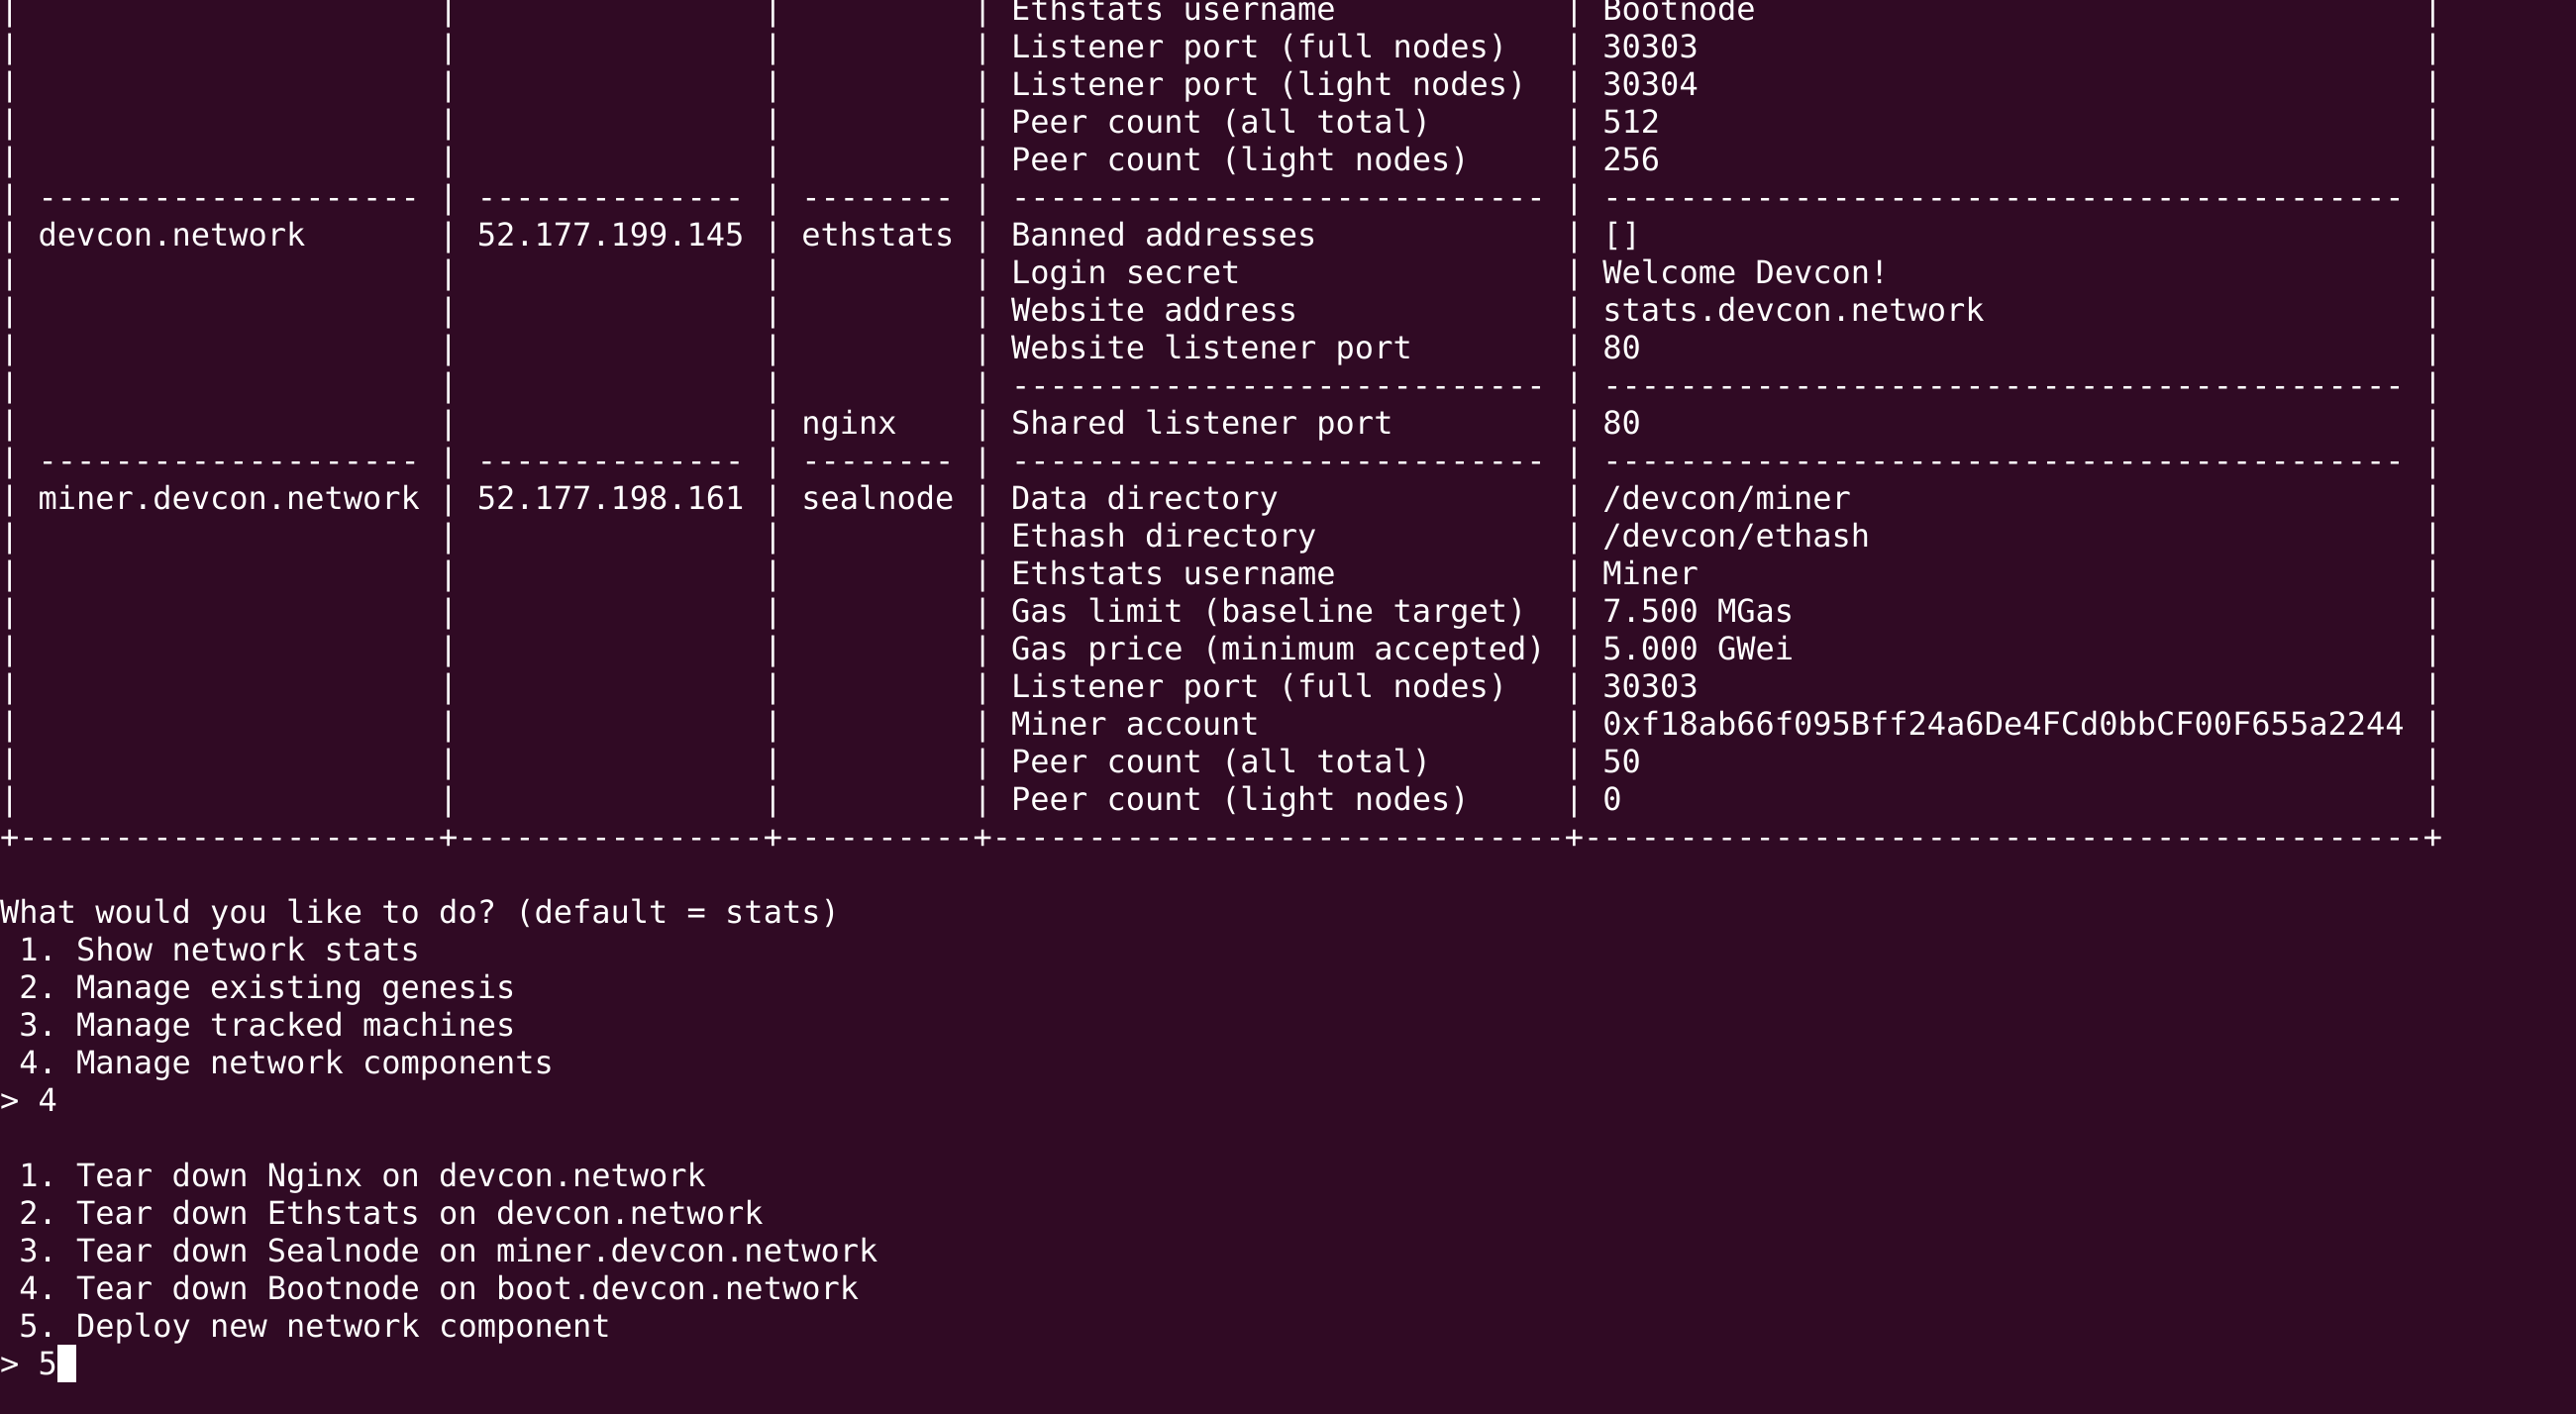 |                      |                |          | Ethstats username          | Bootnode                                   |
|                      |                |          | Listener port (full nodes)  | 30303                                      |
|                      |                |          | Listener port (light nodes) | 30304                                      |
|                      |                |          | Peer count (all total)      | 512                                        |
|                      |                |          | Peer count (light nodes)    | 256                                        |
| -------------------- | -------------- | -------- | ---------------------------- | ------------------------------------------ |
| devcon.network       | 52.177.199.145 | ethstats | Banned addresses            | []                                         |
|                      |                |          | Login secret                | Welcome Devcon!                            |
|                      |                |          | Website address             | stats.devcon.network                       |
|                      |                |          | Website listener port       | 80                                         |
|                      |                |          | ---------------------------- | ------------------------------------------ |
|                      |                | nginx    | Shared listener port        | 80                                         |
| -------------------- | -------------- | -------- | ---------------------------- | ------------------------------------------ |
| miner.devcon.network | 52.177.198.161 | sealnode | Data directory              | /devcon/miner                              |
|                      |                |          | Ethash directory            | /devcon/ethash                             |
|                      |                |          | Ethstats username           | Miner                                      |
|                      |                |          | Gas limit (baseline target) | 7.500 MGas                                 |
|                      |                |          | Gas price (minimum accepted) | 5.000 GWei                                 |
|                      |                |          | Listener port (full nodes)  | 30303                                      |
|                      |                |          | Miner account               | 0xf18ab66f095Bff24a6De4FCd0bbCF00F655a2244 |
|                      |                |          | Peer count (all total)      | 50                                         |
|                      |                |          | Peer count (light nodes)    | 0                                          |
+----------------------+----------------+----------+------------------------------+--------------------------------------------+
What would you like to do? (default = stats)
 1. Show network stats
 2. Manage existing genesis
 3. Manage tracked machines
 4. Manage network components
> 4
 1. Tear down Nginx on devcon.network
 2. Tear down Ethstats on devcon.network
 3. Tear down Sealnode on miner.devcon.network
 4. Tear down Bootnode on boot.devcon.network
 5. Deploy new network component
> 5